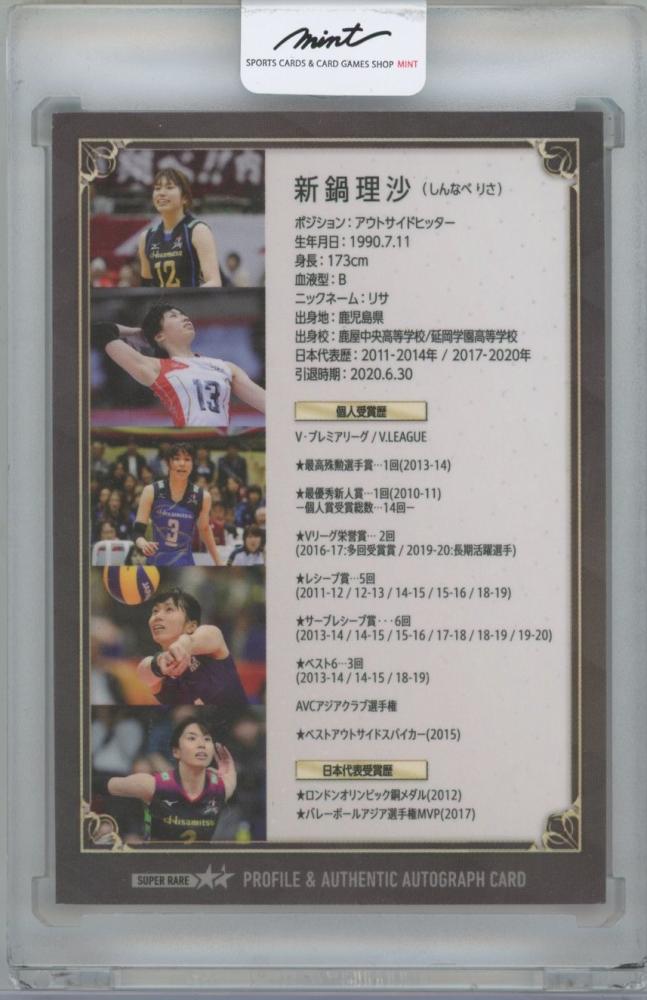 mint
SPORTS CARDS & CARD GAMES SHOP MINT
新鍋理沙 (しんなべ りさ)
ポジション：アウトサイドヒッター
生年月日：1990.7.11
身長：173cm
血液型：B
ニックネーム：リサ
出身地：鹿児島県
出身校：鹿屋中央高等学校/延岡学園高等学校
日本代表歴：2011-2014年 / 2017-2020年
引退時期：2020.6.30
個人受賞歴
V・プレミアリーグ / V.LEAGUE
★最高殊勲選手賞…1回(2013-14)
★最優秀新人賞…1回(2010-11)
ー個人賞受賞総数…14回ー
★Vリーグ栄誉賞… 2回
(2016-17:多回受賞賞 / 2019-20:長期活躍選手)
★レシーブ賞…5回
(2011-12 / 12-13 / 14-15 / 15-16 / 18-19)
★サーブレシーブ賞・・・6回
(2013-14 / 14-15 / 15-16 / 17-18 / 18-19 / 19-20)
★ベスト6…3回
(2013-14 / 14-15 / 18-19)
AVCアジアクラブ選手権
★ベストアウトサイドスパイカー(2015)
日本代表受賞歴
★ロンドンオリンピック銅メダル(2012)
★バレーボールアジア選手権MVP(2017)
Hisamitsu
12
13
Hisamitsu
3
Hisamitsu
SUPER RARE PROFILE & AUTHENTIC AUTOGRAPH CARD